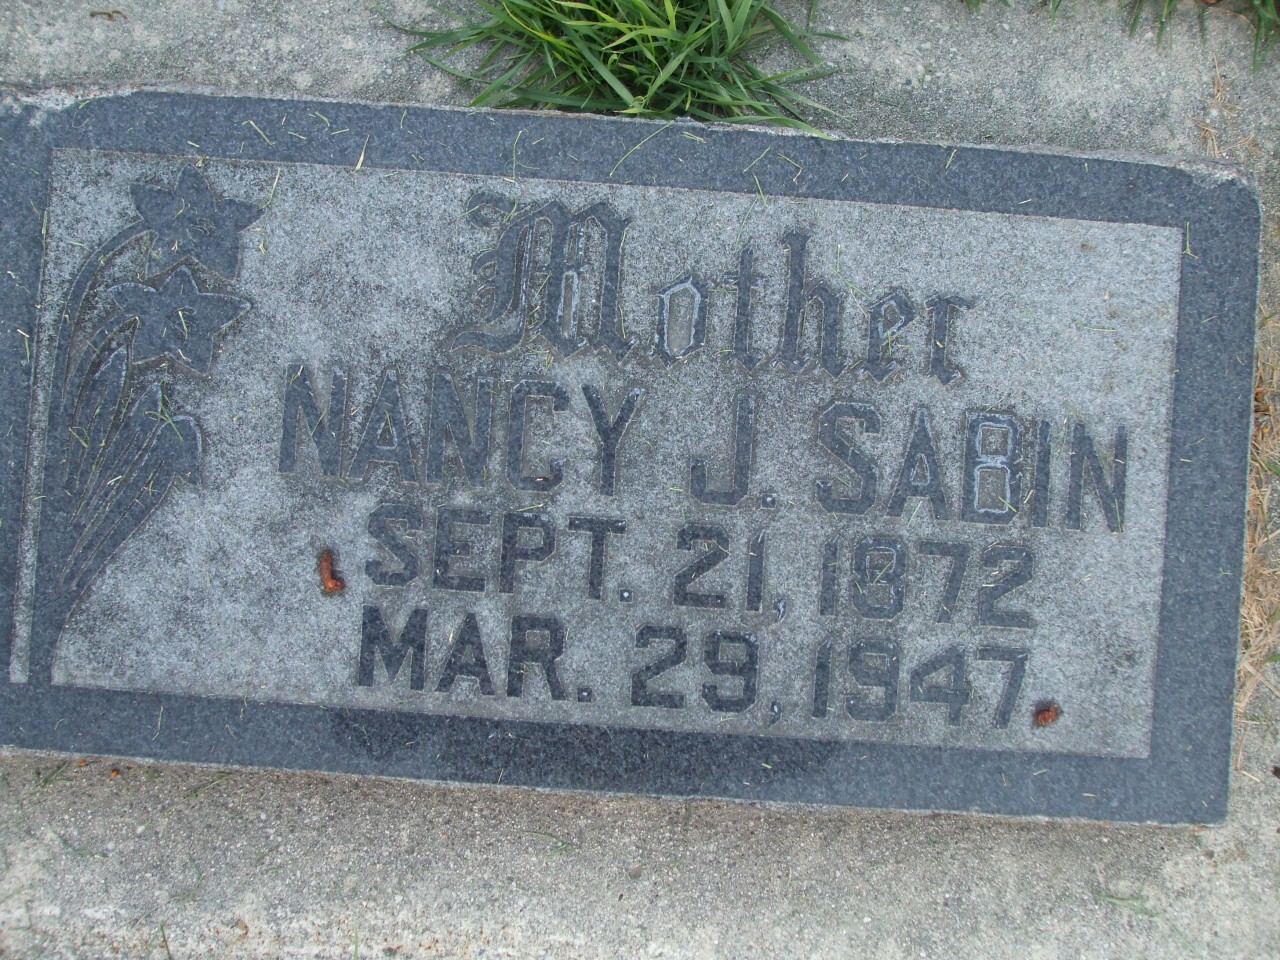 Mother
NANCY J. SABIN
SEPT. 21, 1872
MAR. 29, 1947